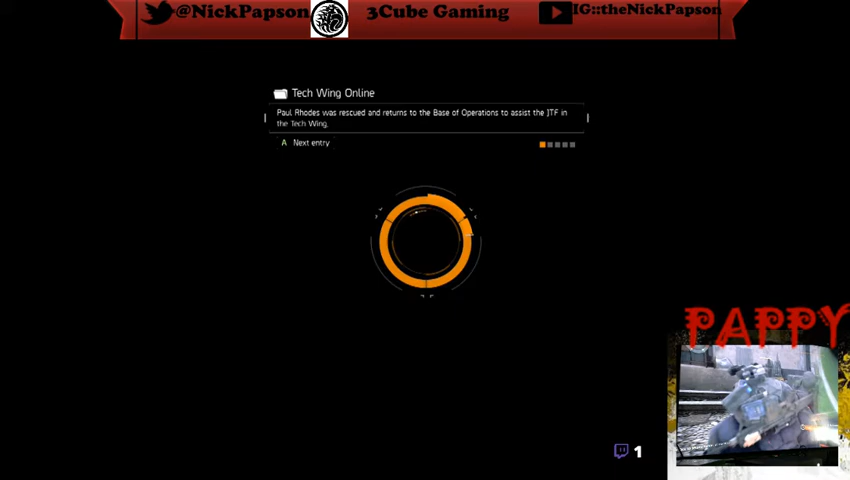 @NickPapson 3Cube Gaming IG::theNickPapson
Tech Wing Online
Paul Rhodes was rescued and returns to the Base of Operations to assist the JTF in
the Tech Wing.
A Next entry
PAPPY
1